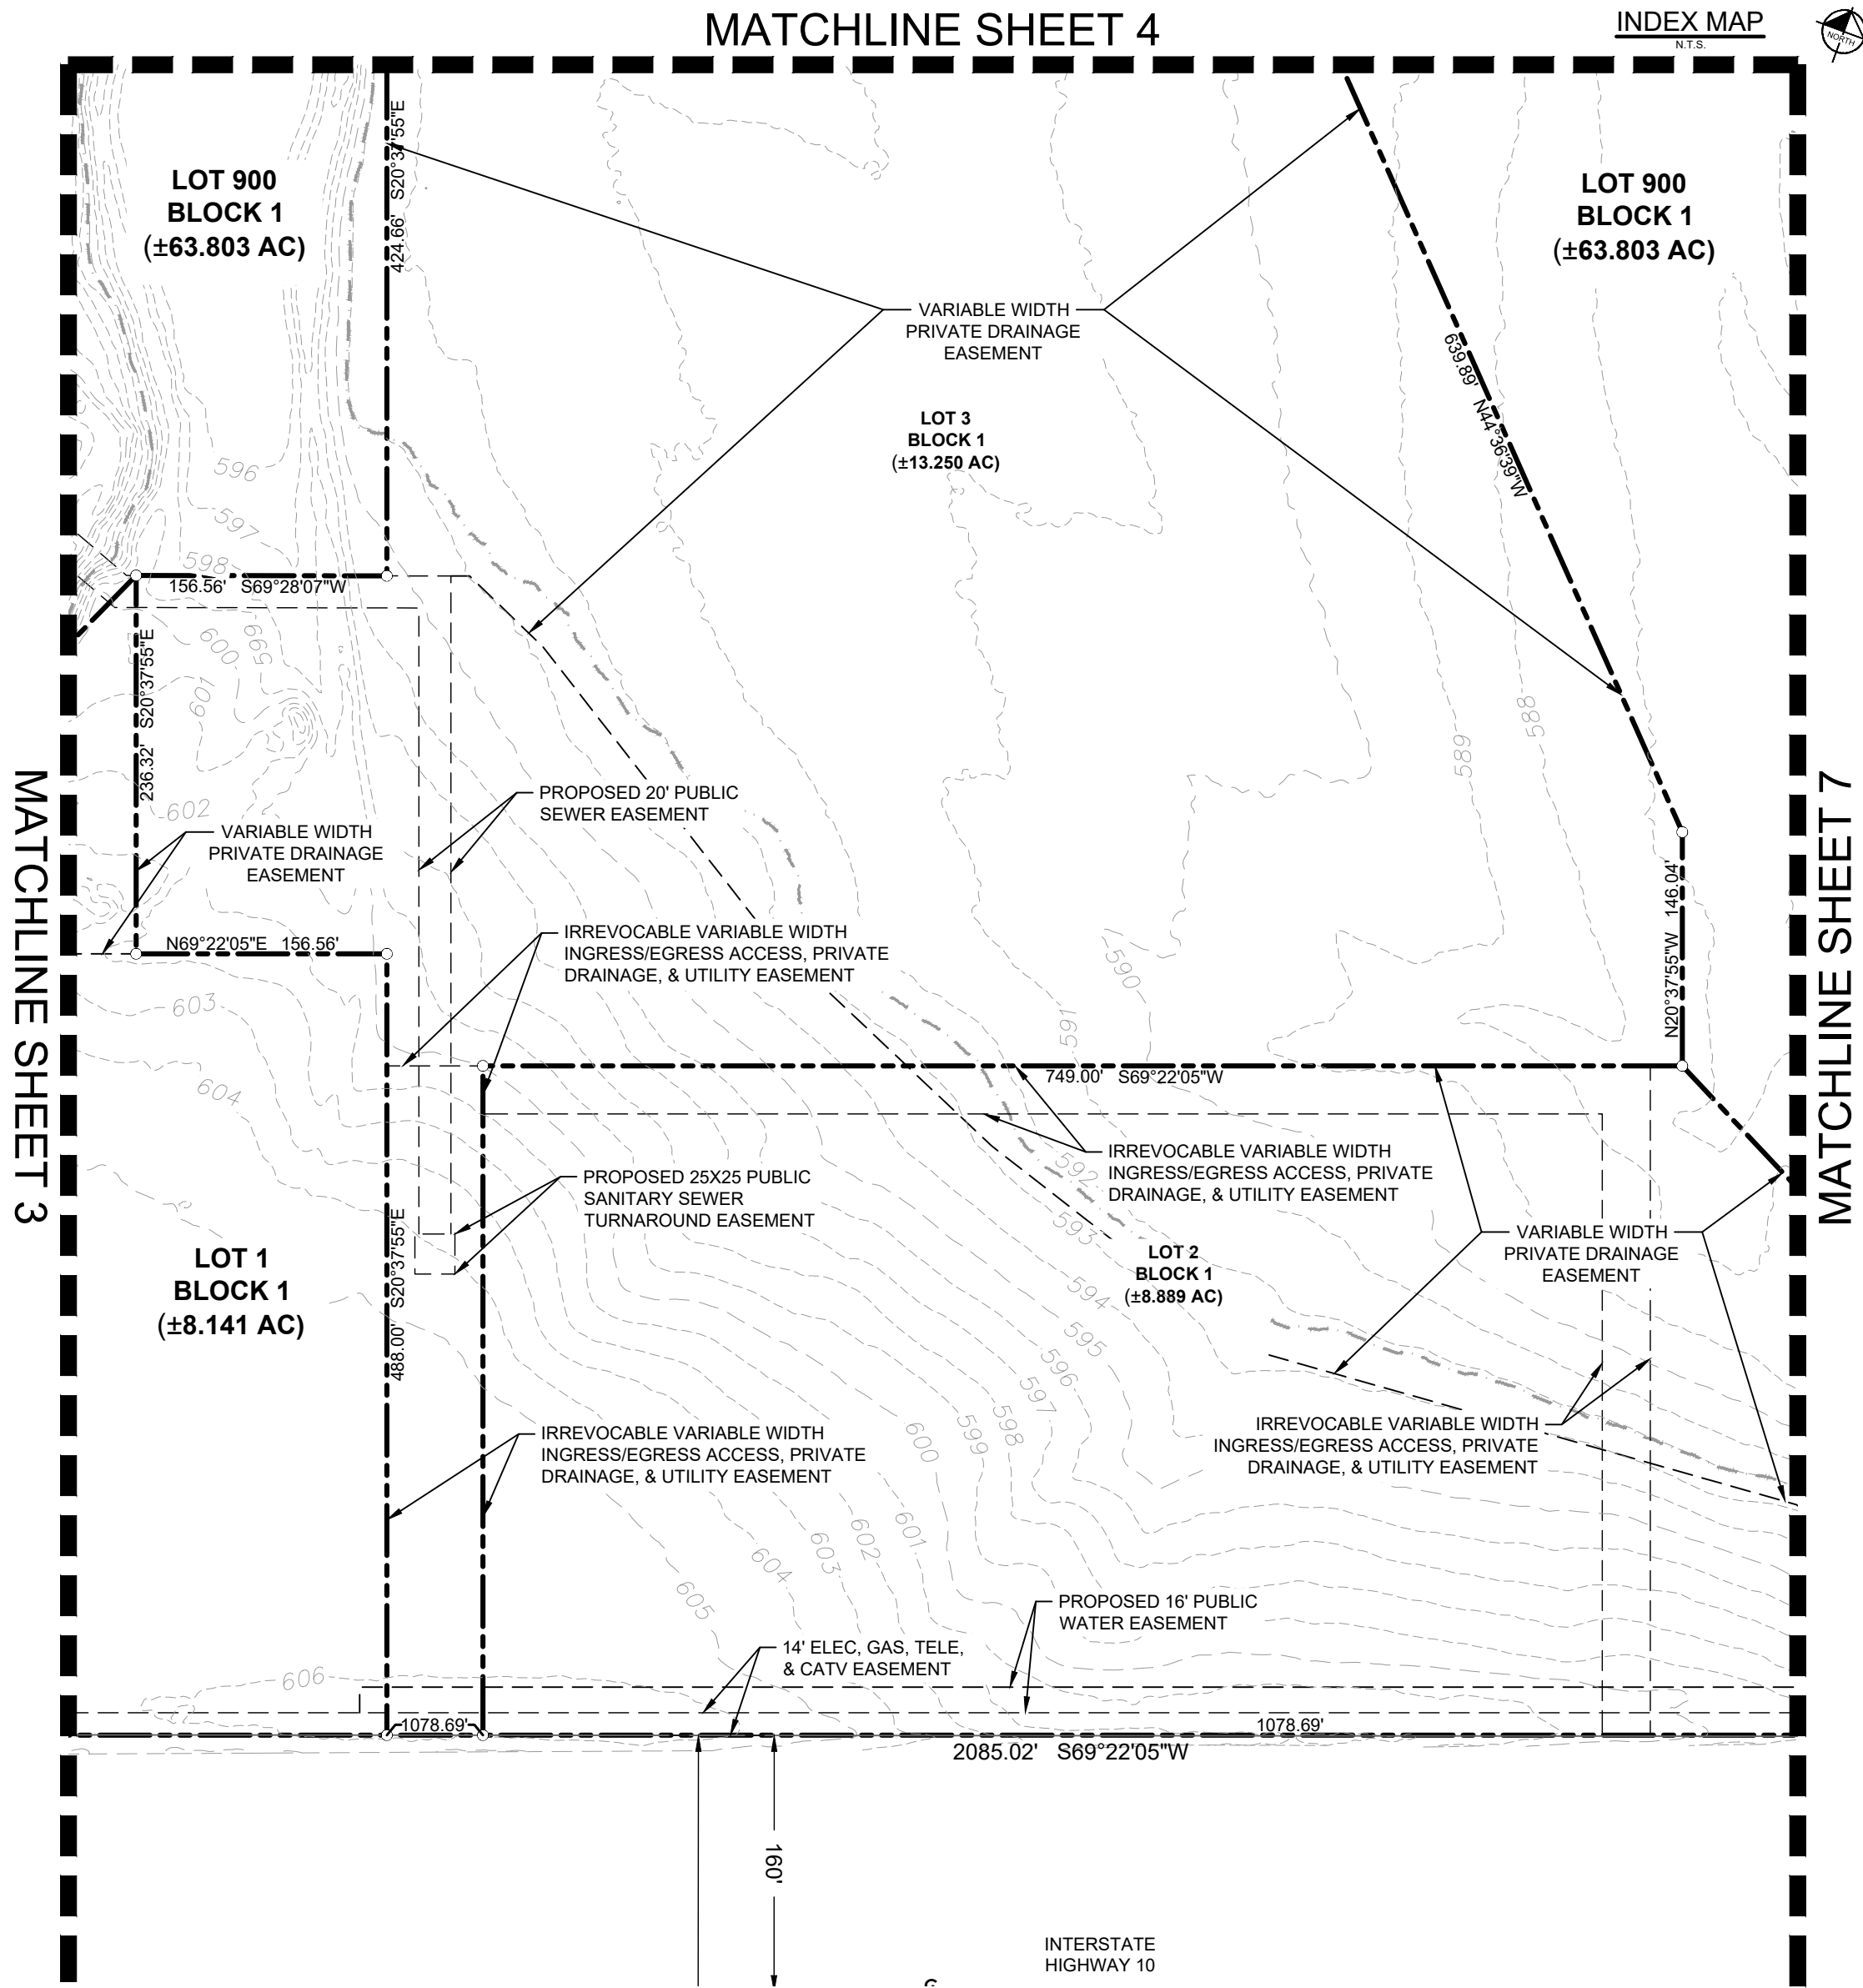 MATCHLINE SHEET 4
INDEX MAP
N.T.S.
NORTH
LOT 900
BLOCK 1
(±63.803 AC)
424.66' S20°37'55"E
LOT 900
BLOCK 1
(±63.803 AC)
VARIABLE WIDTH
PRIVATE DRAINAGE
EASEMENT
639.89' N44°36'39"W
LOT 3
BLOCK 1
(±13.250 AC)
596
597
598
156.56' S69°28'07"W
599
600
601
236.32' S20°37'55"E
602
588
589
MATCHLINE SHEET 3
MATCHLINE SHEET 7
PROPOSED 20' PUBLIC
SEWER EASEMENT
VARIABLE WIDTH
PRIVATE DRAINAGE
EASEMENT
N69°22'05"E 156.56'
IRREVOCABLE VARIABLE WIDTH
INGRESS/EGRESS ACCESS, PRIVATE
DRAINAGE, & UTILITY EASEMENT
N20°37'55"W 146.04'
590
603
591
604
749.00' S69°22'05"W
IRREVOCABLE VARIABLE WIDTH
INGRESS/EGRESS ACCESS, PRIVATE
DRAINAGE, & UTILITY EASEMENT
592
593
PROPOSED 25X25 PUBLIC
SANITARY SEWER
TURNAROUND EASEMENT
488.00' S20°37'55"E
LOT 1
BLOCK 1
(±8.141 AC)
LOT 2
BLOCK 1
(±8.889 AC)
VARIABLE WIDTH
PRIVATE DRAINAGE
EASEMENT
594
595
596
597
598
599
600
IRREVOCABLE VARIABLE WIDTH
INGRESS/EGRESS ACCESS, PRIVATE
DRAINAGE, & UTILITY EASEMENT
IRREVOCABLE VARIABLE WIDTH
INGRESS/EGRESS ACCESS, PRIVATE
DRAINAGE, & UTILITY EASEMENT
601
602
603
604
605
606
PROPOSED 16' PUBLIC
WATER EASEMENT
14' ELEC, GAS, TELE,
& CATV EASEMENT
1078.69'
1078.69'
2085.02' S69°22'05"W
160'
INTERSTATE
HIGHWAY 10